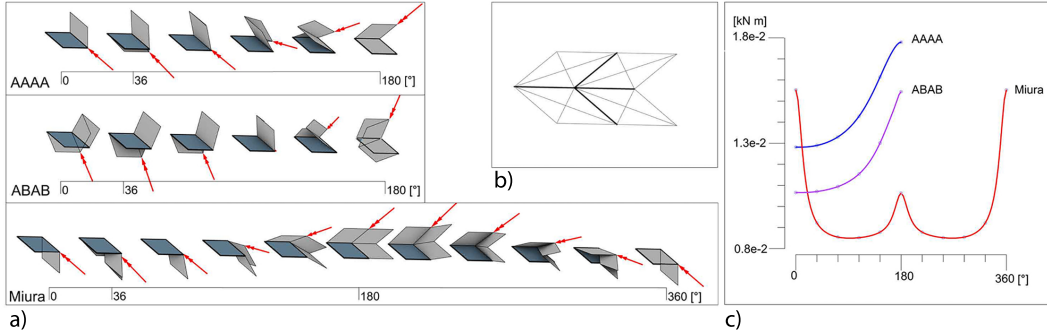 AAAA
0 36 180 [°]
ABAB
0 36 180 [°]
Miura
0 36 180 360 [°]
a)
b)
[kN m]
1.8e-2
AAAA
ABAB
Miura
1.3e-2
0.8e-2
0 180 360 [°]
c)